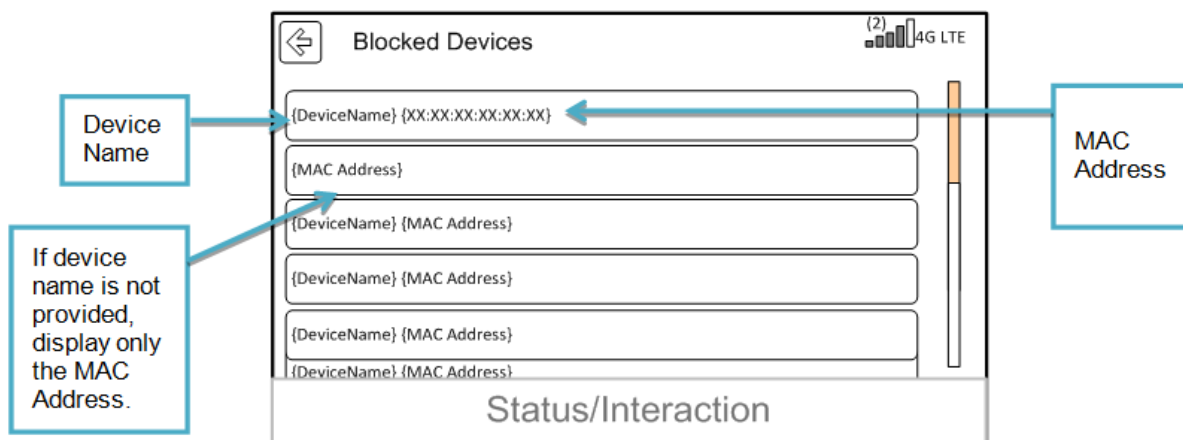 Blocked Devices
(2)
4G LTE
{DeviceName} {XX:XX:XX:XX:XX:XX}
{MAC Address}
{DeviceName} {MAC Address}
{DeviceName} {MAC Address}
{DeviceName} {MAC Address}
{DeviceName} {MAC Address}
Status/Interaction
Device
Name
If device
name is not
provided,
display only
the MAC
Address.
MAC
Address